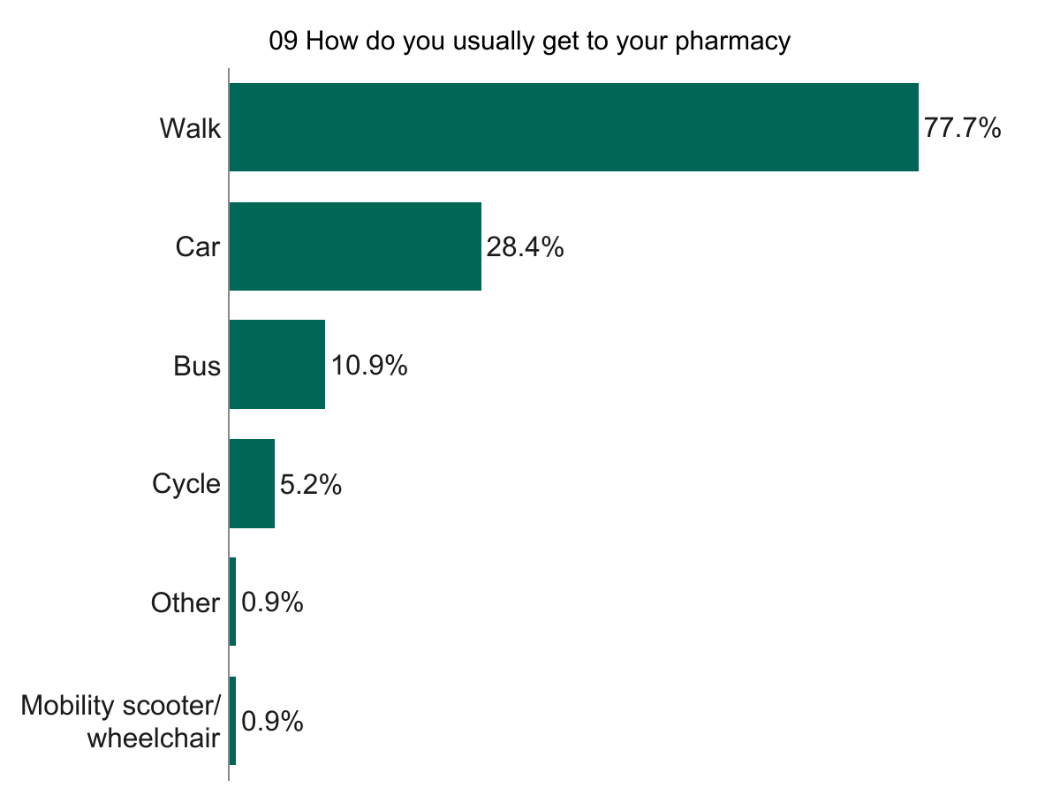 09 How do you usually get to your pharmacy
Walk
77.7%
Car
28.4%
Bus
10.9%
Cycle
5.2%
Other
0.9%
Mobility scooter/
wheelchair
0.9%